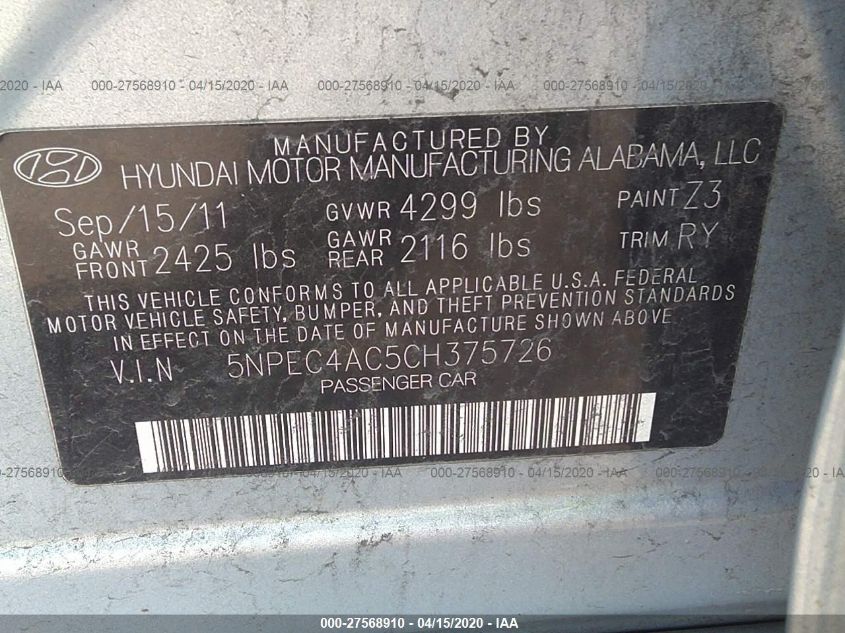 000-27568910 - 04/15/2020 - IAA
MANUFACTURED BY
HYUNDAI MOTOR MANUFACTURING ALABAMA, LLC
Sep/15/11 GVWR 4299 lbs PAINT Z3
GAWR FRONT 2425 lbs GAWR REAR 2116 lbs TRIM RY
THIS VEHICLE CONFORMS TO ALL APPLICABLE U.S.A. FEDERAL
MOTOR VEHICLE SAFETY, BUMPER, AND THEFT PREVENTION STANDARDS
IN EFFECT ON THE DATE OF MANUFACTURE SHOWN ABOVE.
V.I.N 5NPEC4AC5CH375726
PASSENGER CAR
000-27568910 - 04/15/2020 - IAA
000-27568910 - 04/15/2020 - IAA